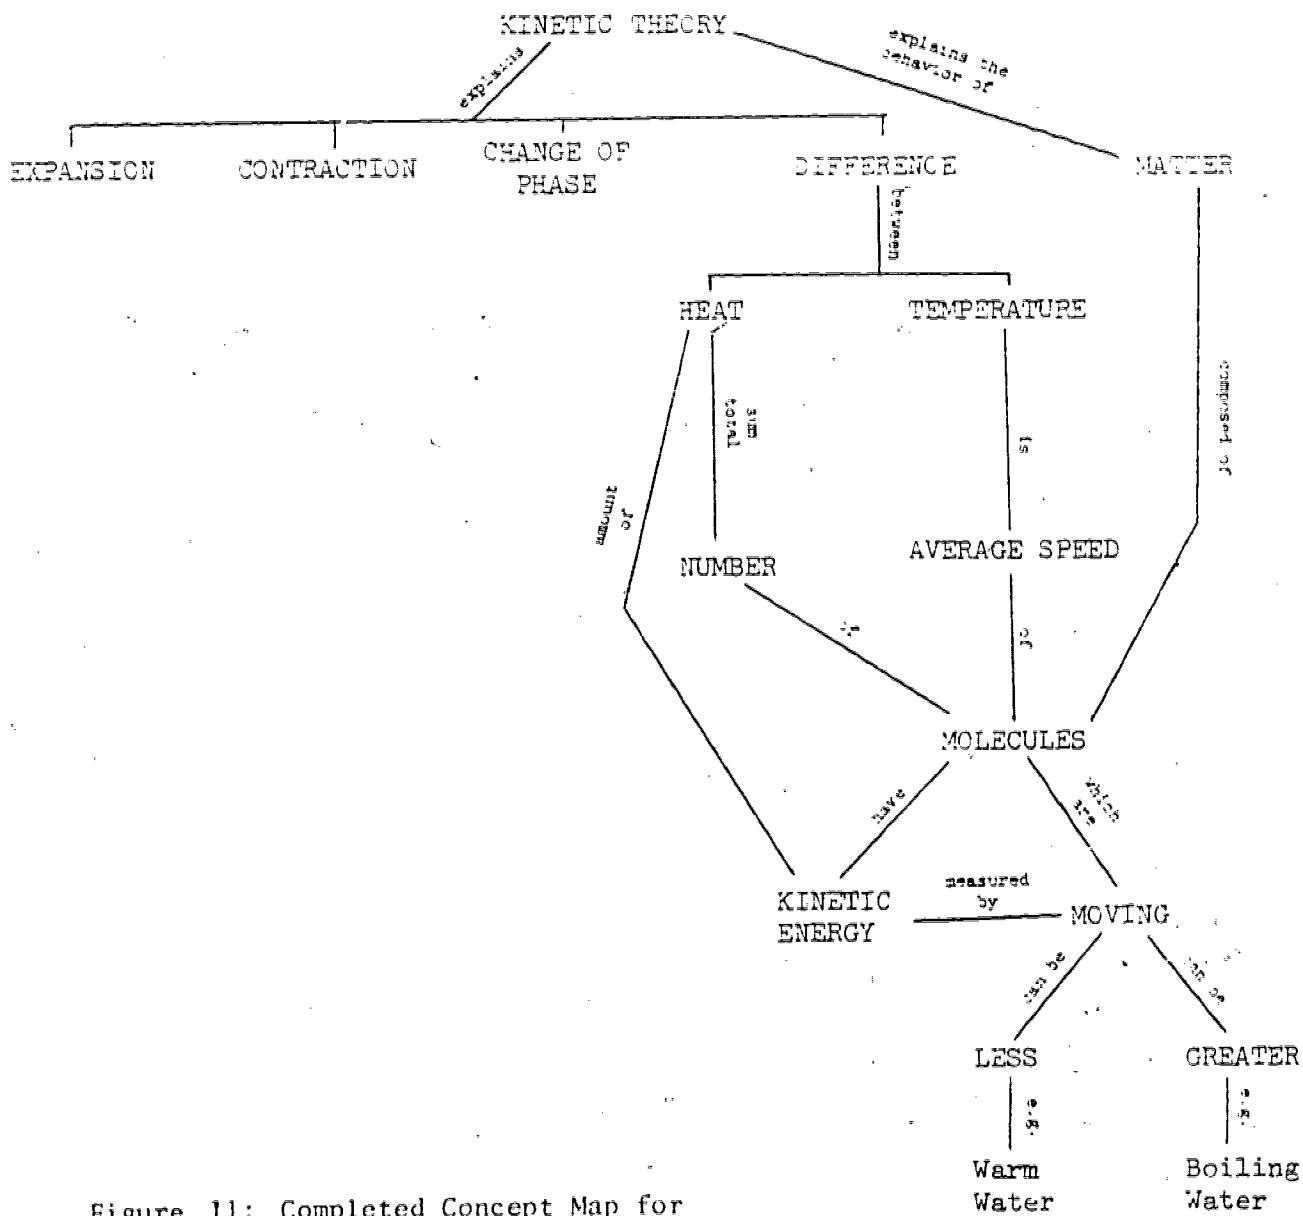 KINETIC THEORY
explains
explains the
behavior of
EXPANSION
CONTRACTION
CHANGE OF
PHASE
DIFFERENCE
MATTER
between
HEAT
TEMPERATURE
sum
total
is
composed of
amount
of
NUMBER
AVERAGE SPEED
of
of
MOLECULES
have
which
are
KINETIC
ENERGY
measured
by
MOVING
can be
can be
LESS
GREATER
e.g.
e.g.
Warm
Water
Boiling
Water
Figure 11: Completed Concept Map for